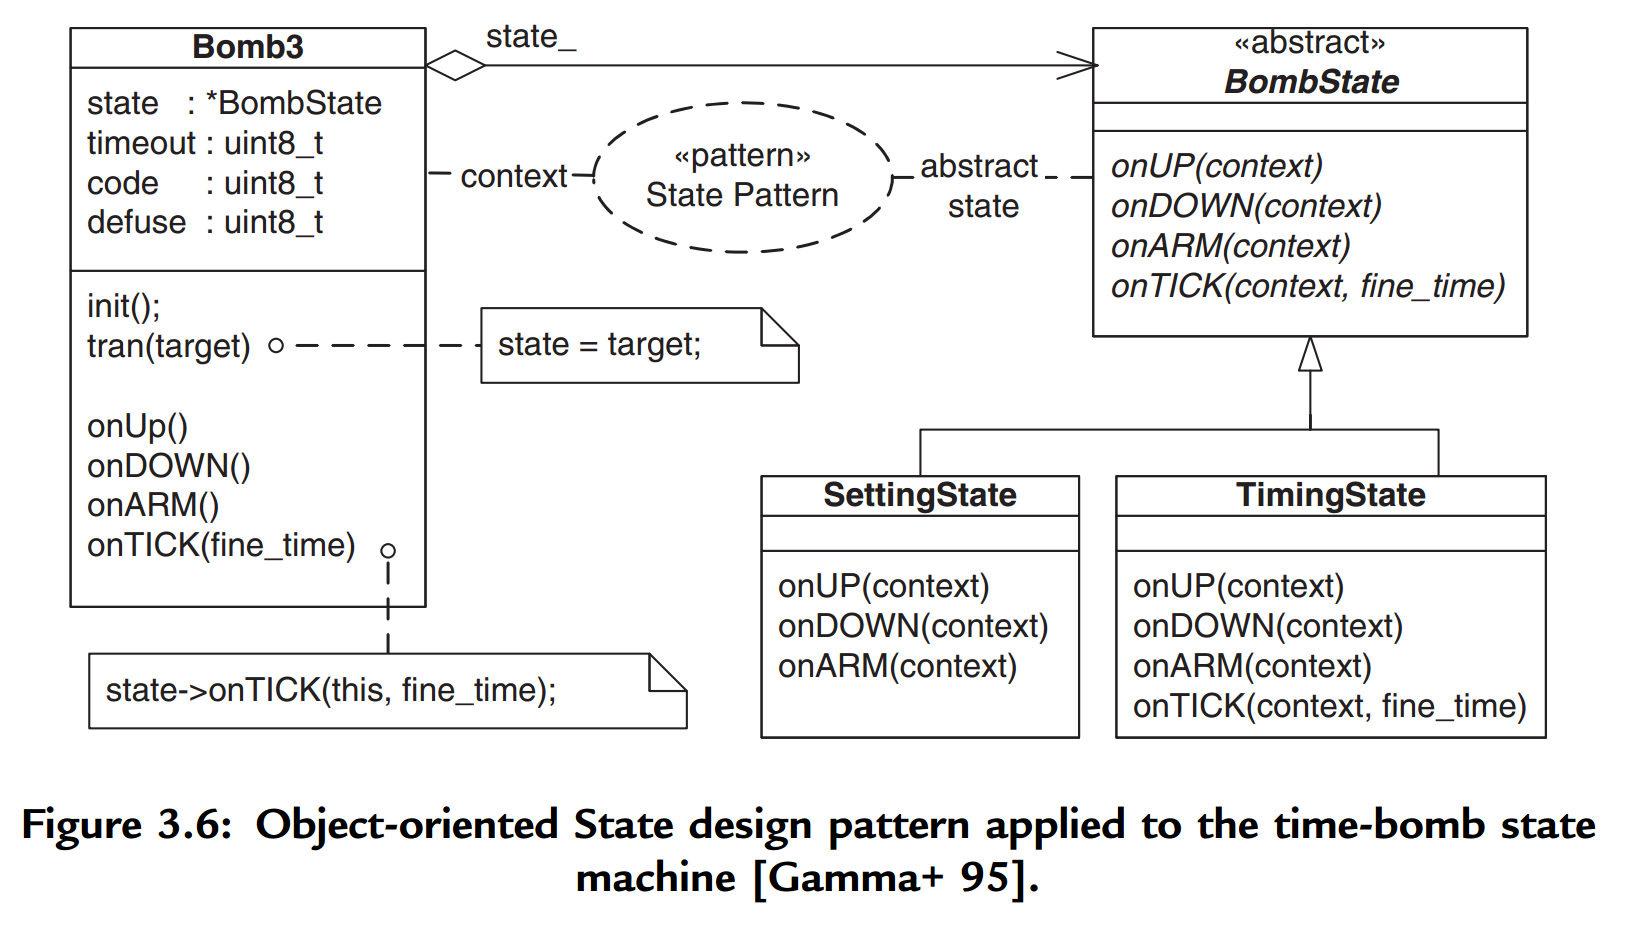 Bomb3
state : *BombState
timeout : uint8_t
code : uint8_t
defuse : uint8_t
init();
tran(target)
onUp()
onDOWN()
onARM()
onTICK(fine_time)
state_
context
«pattern»
State Pattern
abstract
state
state = target;
state->onTICK(this, fine_time);
«abstract»
BombState
onUP(context)
onDOWN(context)
onARM(context)
onTICK(context, fine_time)
SettingState
onUP(context)
onDOWN(context)
onARM(context)
TimingState
onUP(context)
onDOWN(context)
onARM(context)
onTICK(context, fine_time)
Figure 3.6: Object-oriented State design pattern applied to the time-bomb state
machine [Gamma+ 95].